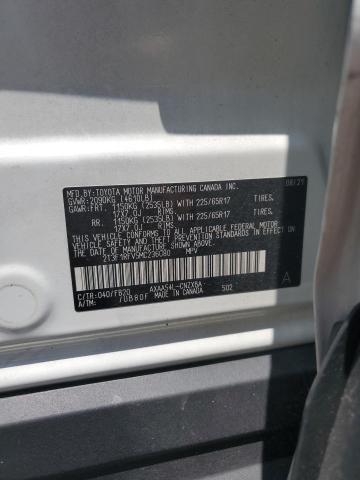 MFD.BY:TOYOTA MOTOR MANUFACTURING CANADA INC. 08/21
GVWR:2090KG (4610LB)
GAWR:FRT. 1150KG (2535LB) WITH 225/65R17 TIRES,
17X7.0J RIMS
RR. 1150KG (2535LB) WITH 225/65R17 TIRES,
17X7.0J RIMS
THIS VEHICLE CONFORMS TO ALL APPLICABLE FEDERAL MOTOR
VEHICLE SAFETY AND BUMPER STANDARDS IN EFFECT ON
THE DATE OF MANUFACTURE SHOWN ABOVE.
2T3F1RFV5MC236080 MPV
A
C/TR:040/FB20 AXAA54L-CNZXBA 502
A/TM: 70B80F MADE IN CANADA